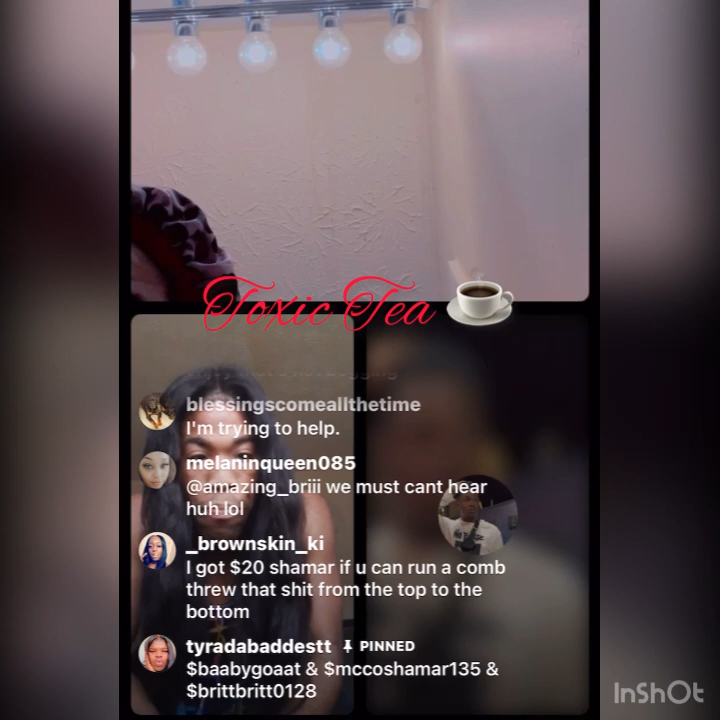 Toxic Tea
blessingscomeallthetime
I'm trying to help.
melaninqueen085
@amazing_briii we must cant hear
huh lol
_brownskin_ki
I got $20 shamar if u can run a comb
threw that shit from the top to the
bottom
tyradabaddestt PINNED
$baabygoaat & $mccoshamar135 &
$brittbritt0128
InShOt